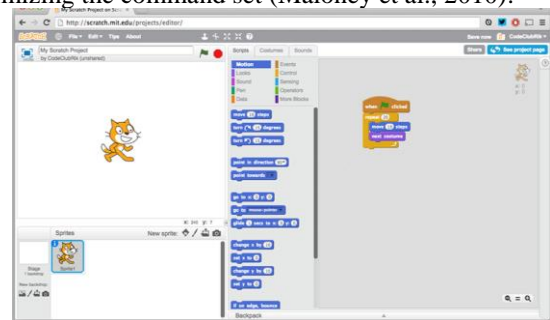 mizing the command set (Maloney et al., 2010).
My Scratch Project on Scra
http://scratch.mit.edu/projects/editor/
SCRATCH File Edit Tips About Save now CodeClubRik
My Scratch Project
by CodeClubRik (unshared)
Scripts Costumes Sounds
Share See project page
Motion Events
Looks Control
Sound Sensing
Pen Operators
Data More Blocks
move 10 steps
turn 15 degrees
turn 15 degrees
point in direction 90
point towards
go to x: 0 y: 0
go to mouse-pointer
glide 1 secs to x: 0 y: 0
change x by 10
set x to 0
change y by 10
set y to 0
if on edge, bounce
when clicked
move 10 steps
next costume
Sprites New sprite:
Stage
1 backdrop
New backdrop
Sprite1
Backpack